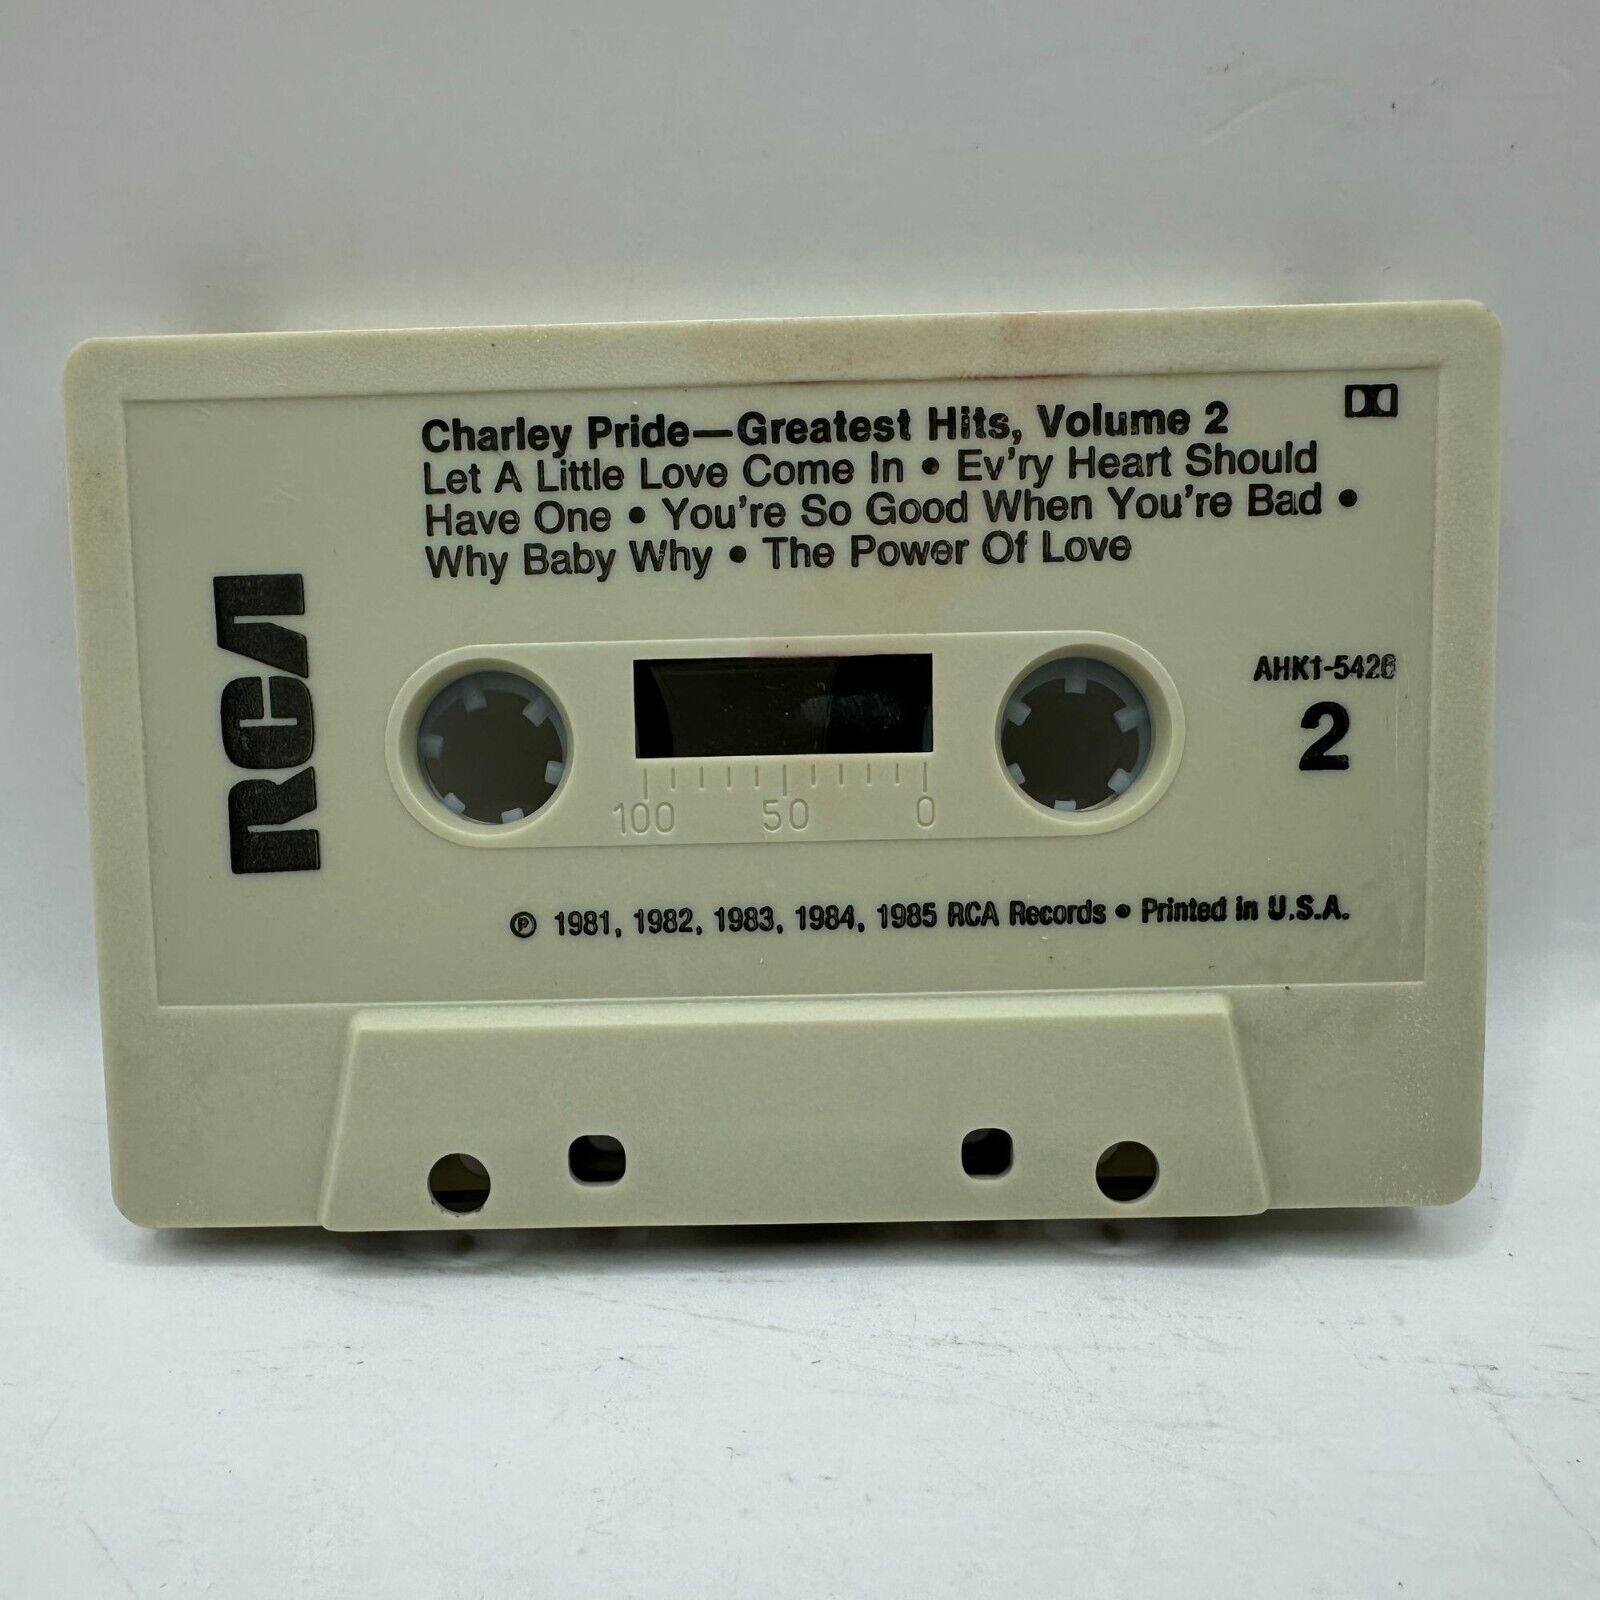 Charley Pride—Greatest Hits, Volume 2
Let A Little Love Come In • Ev'ry Heart Should
Have One • You're So Good When You're Bad •
Why Baby Why • The Power Of Love
RCA
AHK1-5426
2
100 50 0
℗ 1981, 1982, 1983, 1984, 1985 RCA Records • Printed in U.S.A.